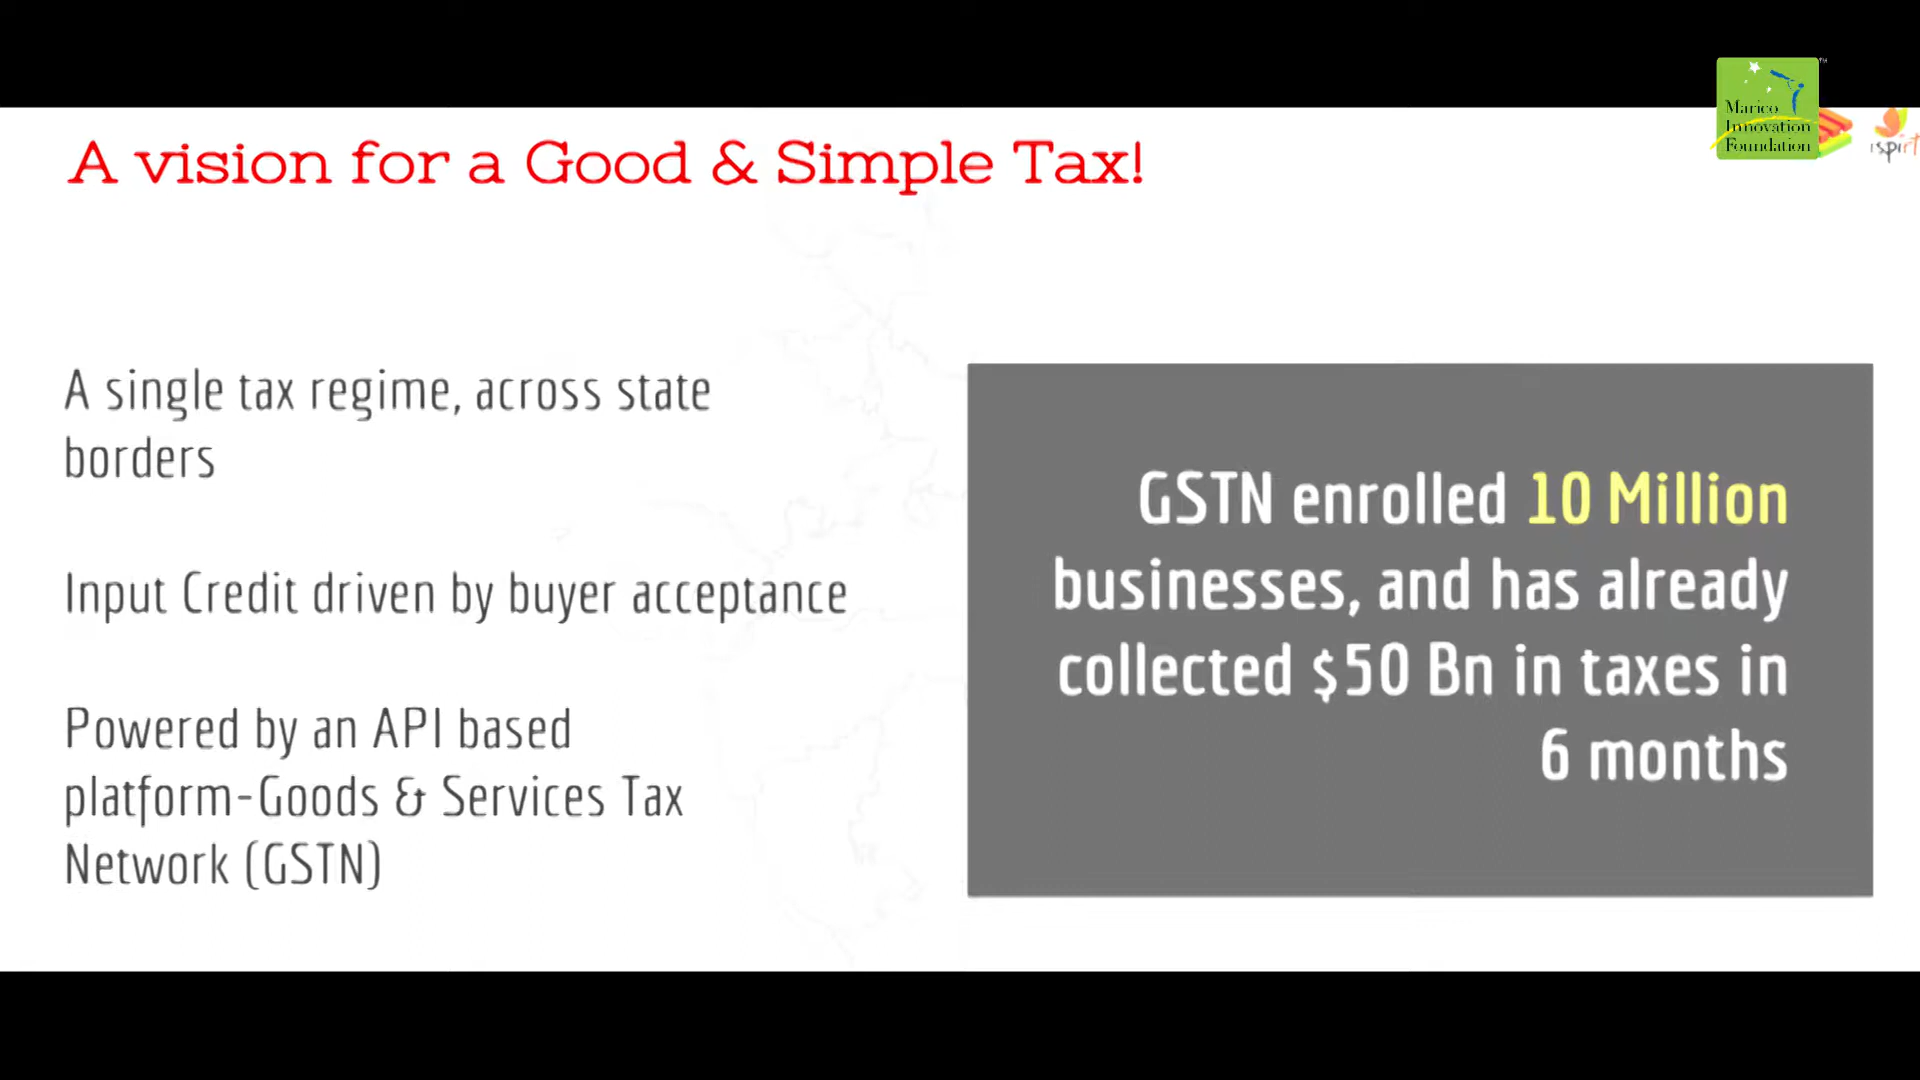 Marico
Innovation
Foundation
ispirt
A vision for a Good & Simple Tax!
A single tax regime, across state
borders
Input Credit driven by buyer acceptance
Powered by an API based
platform-Goods & Services Tax
Network (GSTN)
GSTN enrolled 10 Million
businesses, and has already
collected $50 Bn in taxes in
6 months